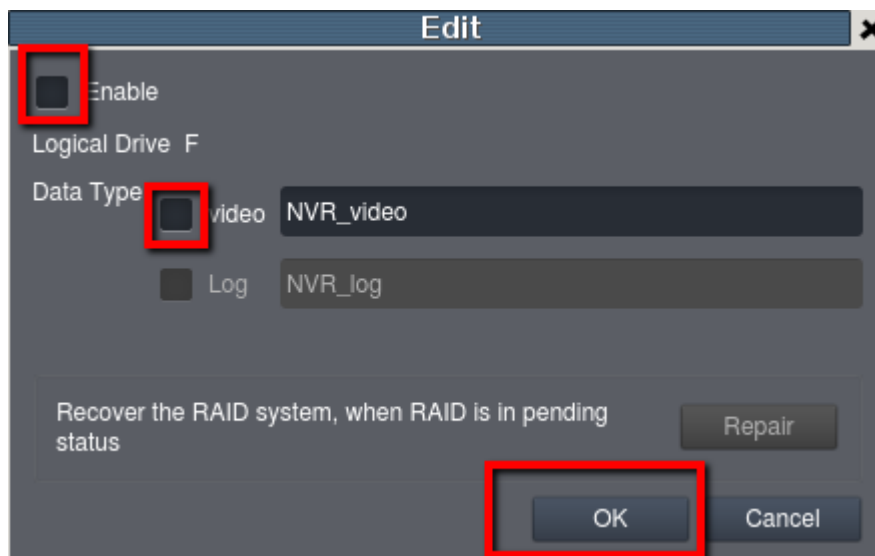 Edit
Enable
Logical Drive F
Data Type
video NVR_video
Log NVR_log
Recover the RAID system, when RAID is in pending
status
Repair
OK Cancel